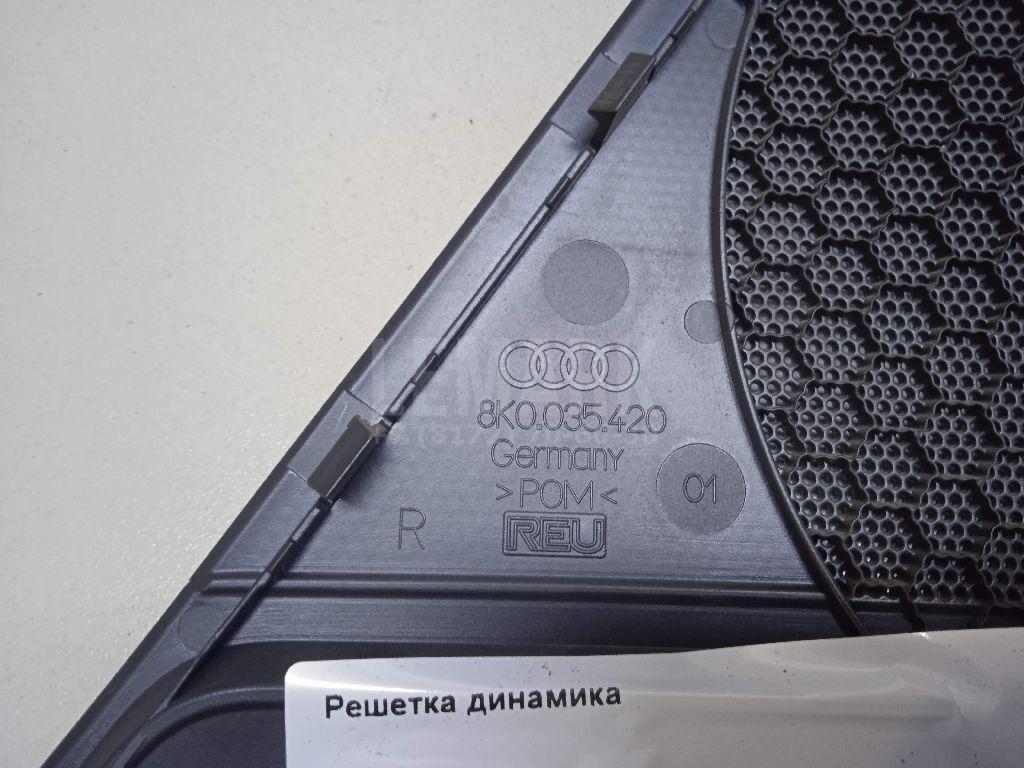 8K0.035.420
Germany
>POM<
01
R
REU
Решетка динамика